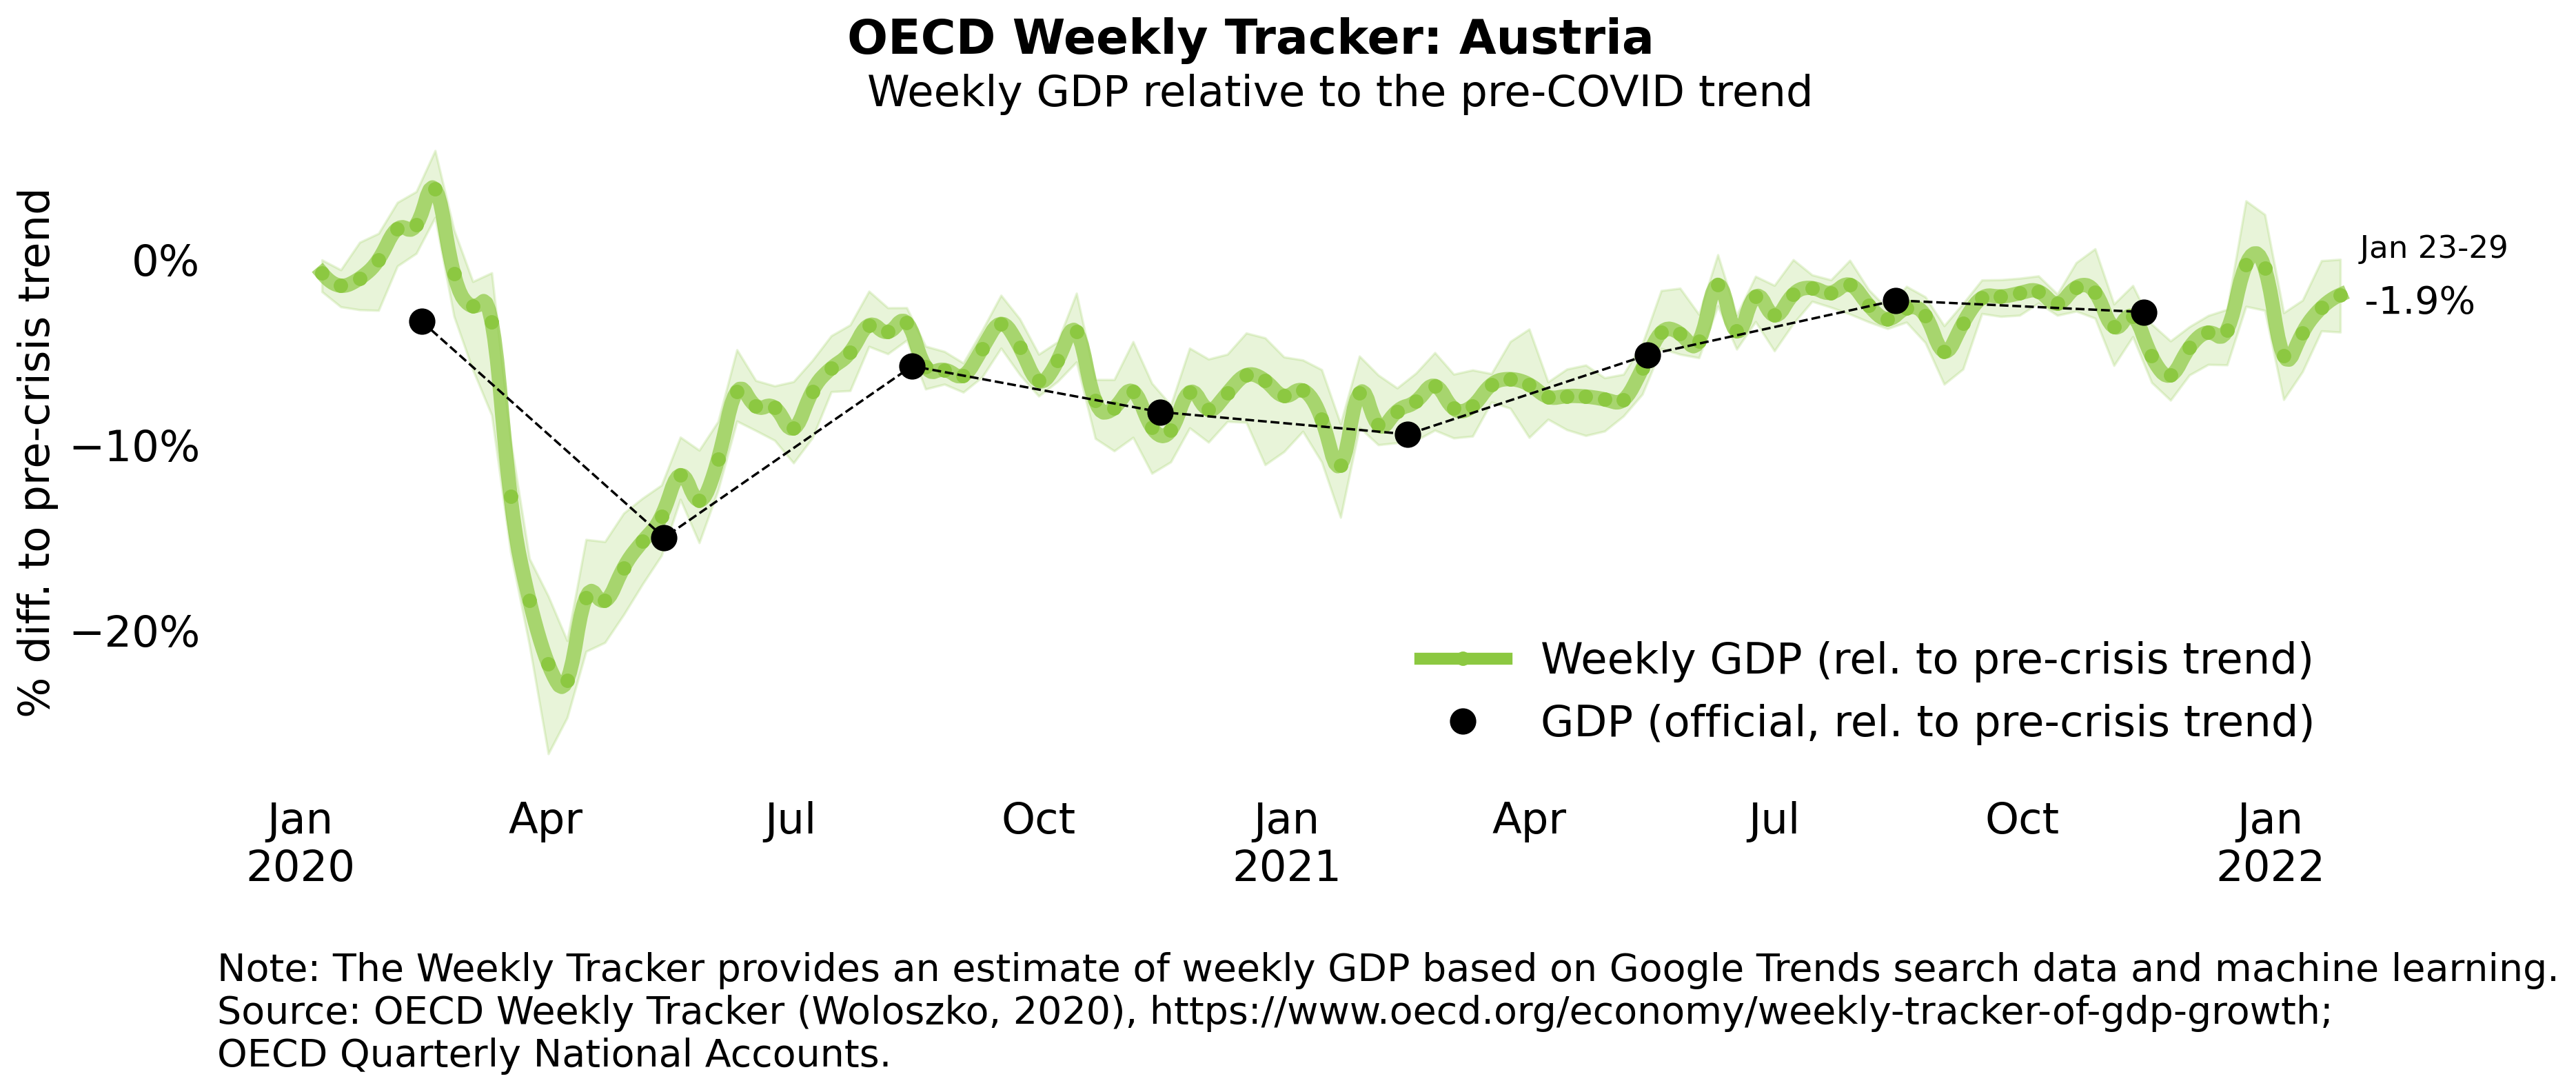 OECD Weekly Tracker: Austria
Weekly GDP relative to the pre-COVID trend
% diff. to pre-crisis trend
0%
−10%
−20%
Jan 23-29
-1.9%
Weekly GDP (rel. to pre-crisis trend)
GDP (official, rel. to pre-crisis trend)
Jan Apr Jul Oct Jan Apr Jul Oct Jan
2020 2021 2022
Note: The Weekly Tracker provides an estimate of weekly GDP based on Google Trends search data and machine learning.
Source: OECD Weekly Tracker (Woloszko, 2020), https://www.oecd.org/economy/weekly-tracker-of-gdp-growth;
OECD Quarterly National Accounts.